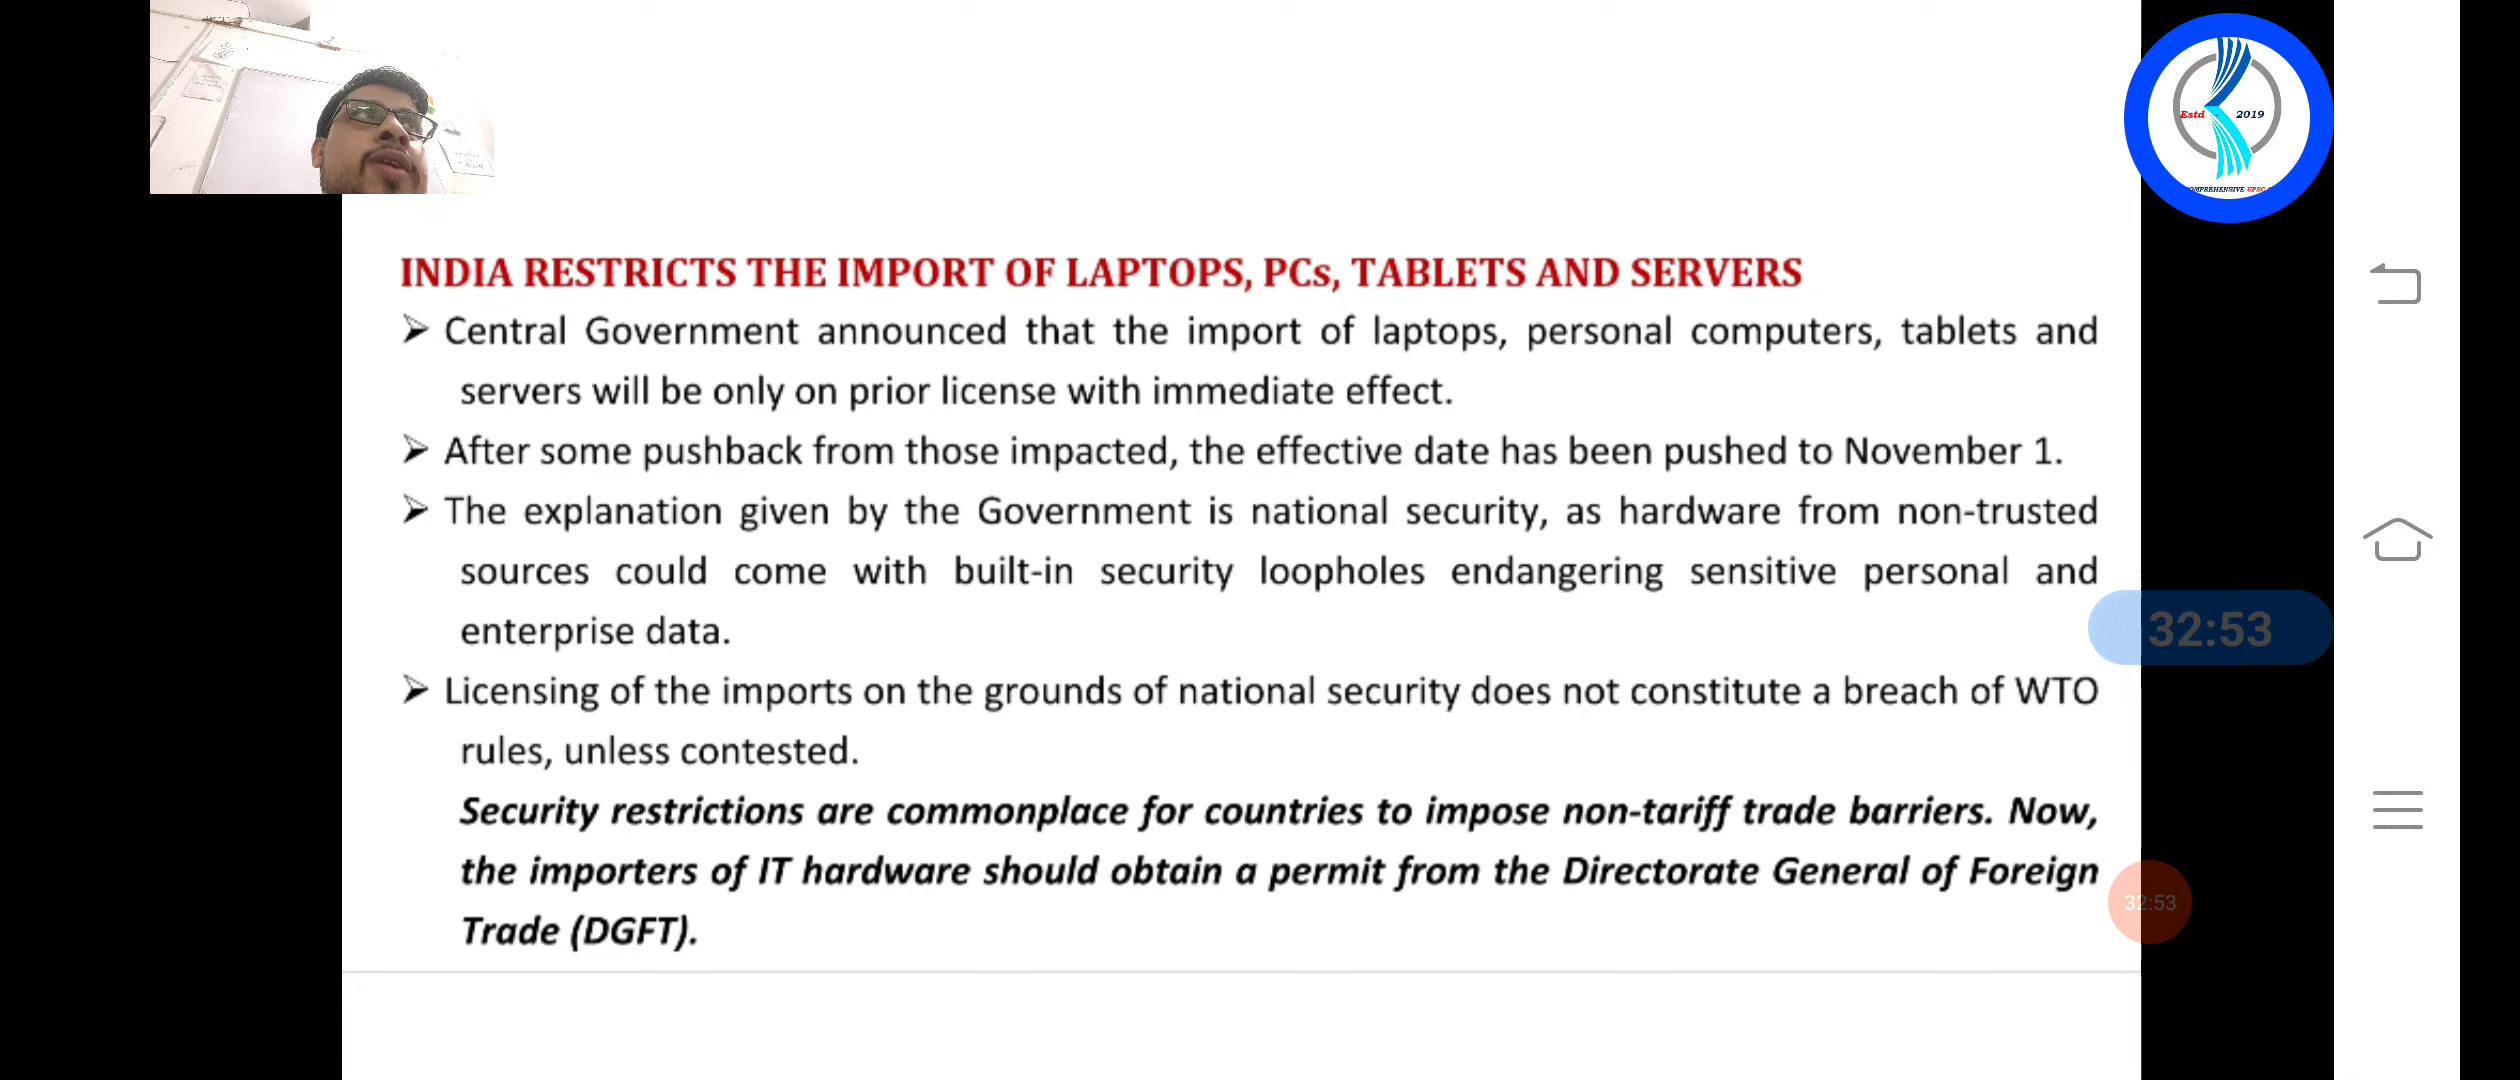 Estd
2019
COMPREHENSIVE UPSC
INDIA RESTRICTS THE IMPORT OF LAPTOPS, PCs, TABLETS AND SERVERS
➢ Central Government announced that the import of laptops, personal computers, tablets and
servers will be only on prior license with immediate effect.
➢ After some pushback from those impacted, the effective date has been pushed to November 1.
➢ The explanation given by the Government is national security, as hardware from non-trusted
sources could come with built-in security loopholes endangering sensitive personal and
enterprise data.
32:53
➢ Licensing of the imports on the grounds of national security does not constitute a breach of WTO
rules, unless contested.
Security restrictions are commonplace for countries to impose non-tariff trade barriers. Now,
the importers of IT hardware should obtain a permit from the Directorate General of Foreign
Trade (DGFT).
32:53